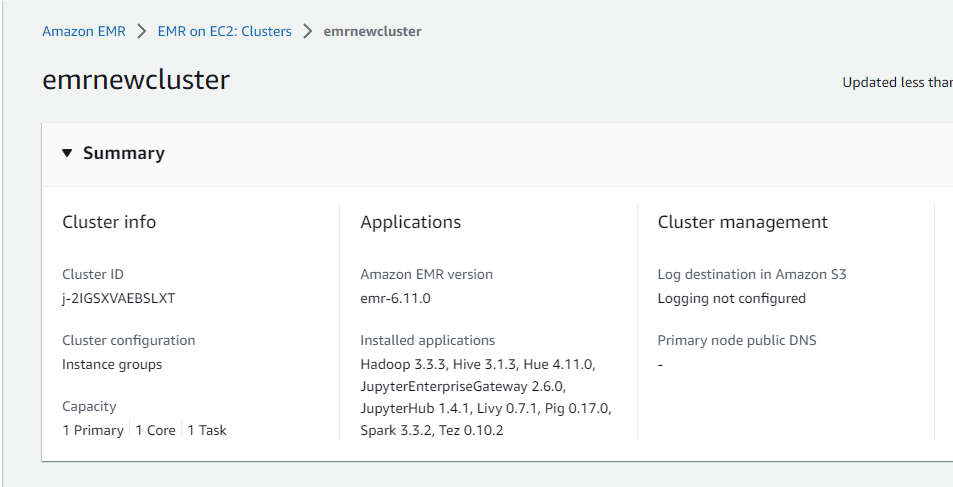 Amazon EMR > EMR on EC2: Clusters > emrnewcluster
emrnewcluster
Updated less than
Summary
Cluster info
Cluster ID
j-2IGSXVAEBSLXT
Cluster configuration
Instance groups
Capacity
1 Primary | 1 Core | 1 Task
Applications
Amazon EMR version
emr-6.11.0
Installed applications
Hadoop 3.3.3, Hive 3.1.3, Hue 4.11.0,
JupyterEnterpriseGateway 2.6.0,
JupyterHub 1.4.1, Livy 0.7.1, Pig 0.17.0,
Spark 3.3.2, Tez 0.10.2
Cluster management
Log destination in Amazon S3
Logging not configured
Primary node public DNS
-